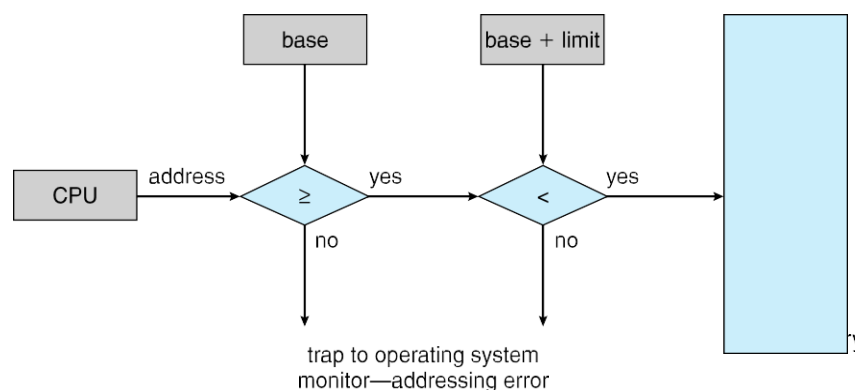 base
base + limit
CPU
address
≥
yes
<
yes
no
no
trap to operating system
monitor—addressing error